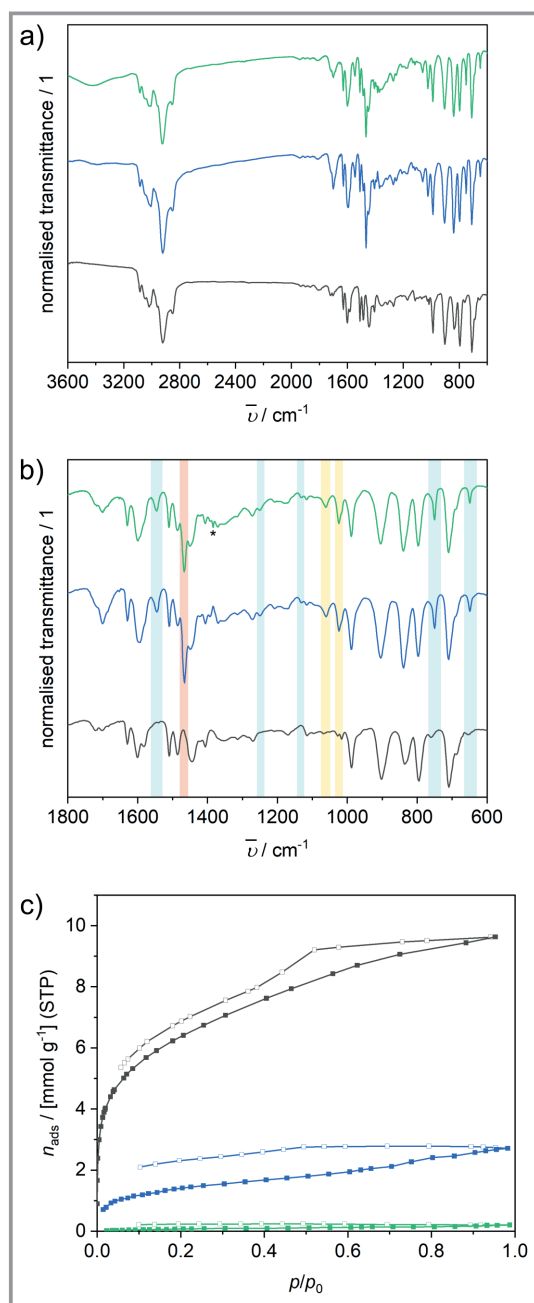 a)
normalised transmittance / 1
3600 3200 2800 2400 2000 1600 1200 800
ῡ / cm⁻¹
b)
normalised transmittance / 1
*
1800 1600 1400 1200 1000 800 600
ῡ / cm⁻¹
c)
n_ads / [mmol g⁻¹] (STP)
10
8
6
4
2
0
0.0 0.2 0.4 0.6 0.8 1.0
p/p₀